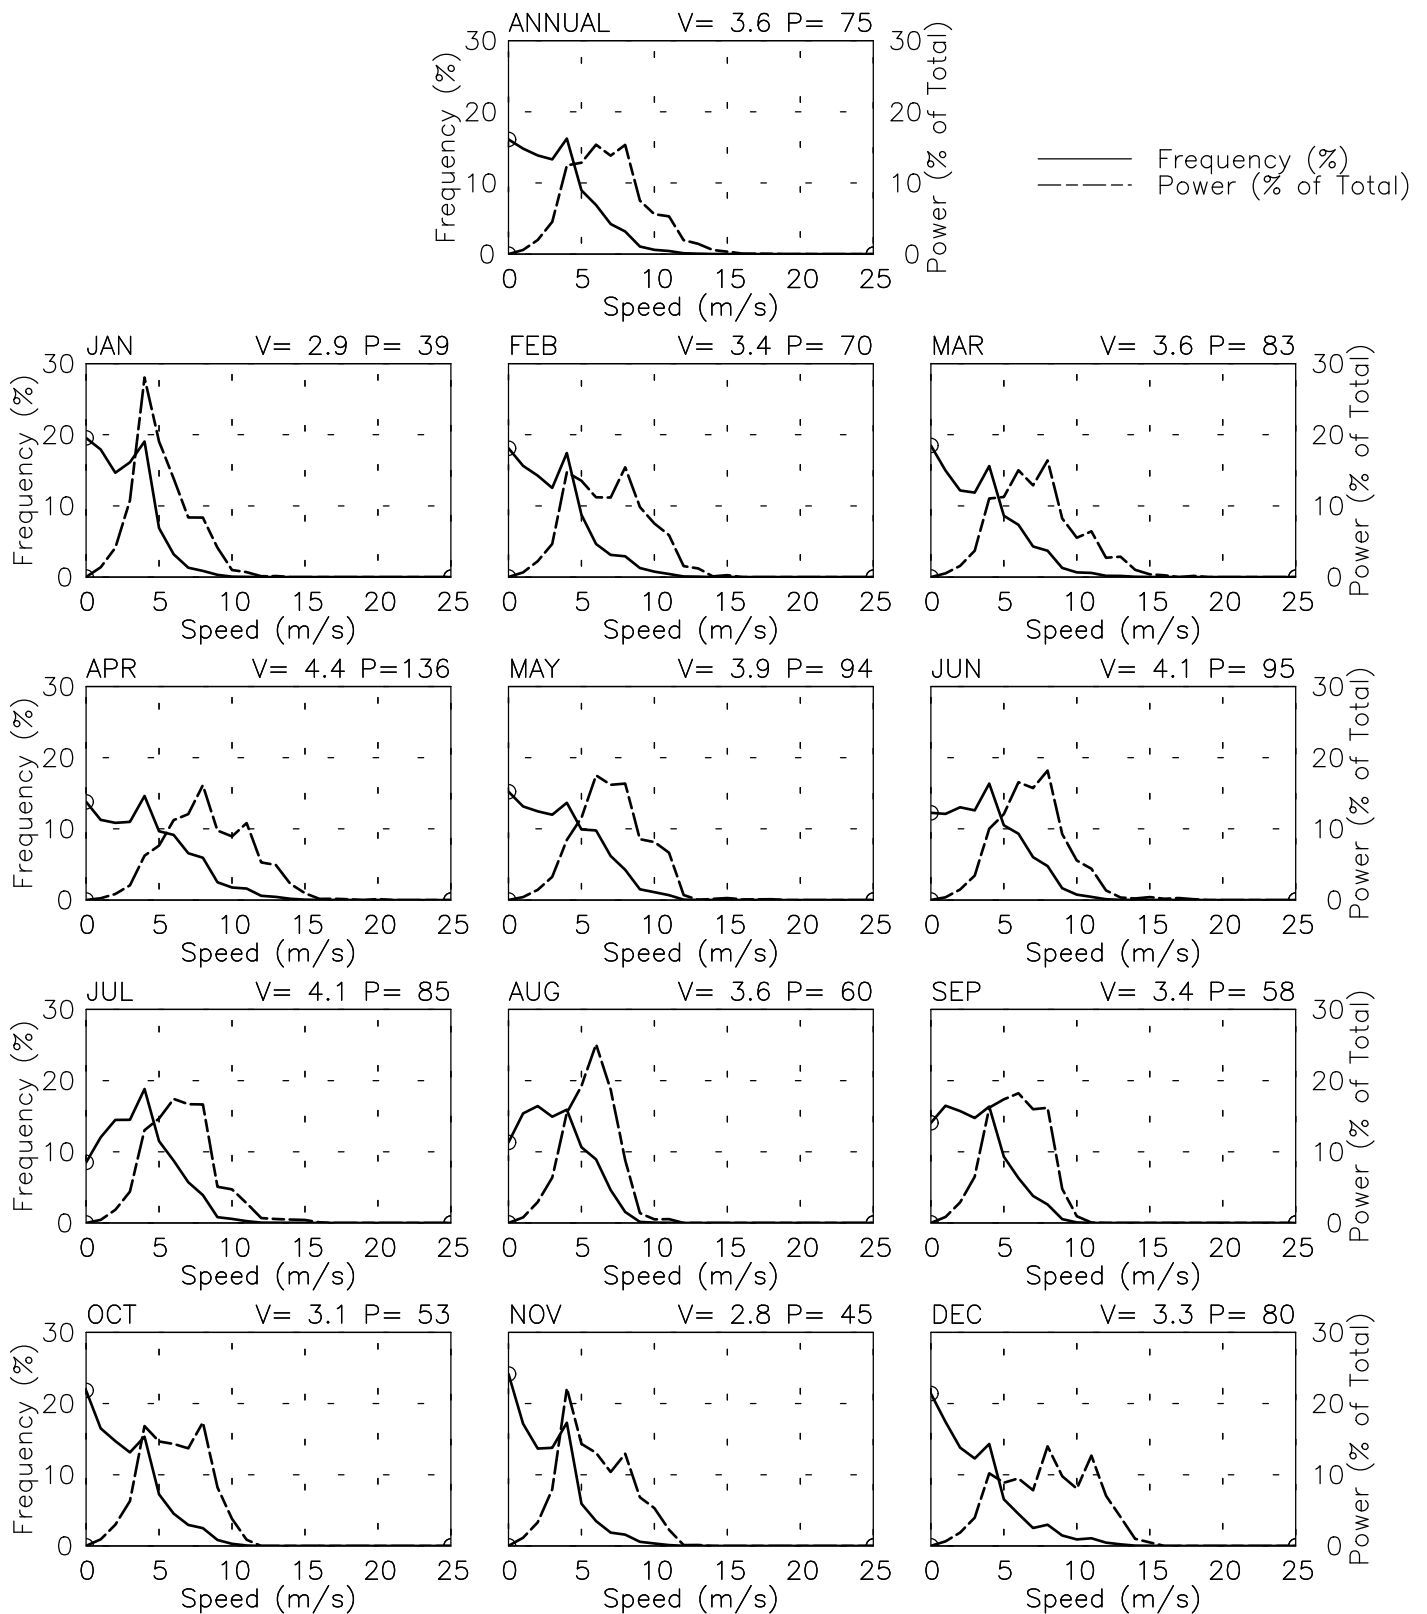 ANNUAL V= 3.6 P= 75
30 30
20 20
10 10
0 0
Frequency (%)
Power (% of Total)
0 5 10 15 20 25
Speed (m/s)
Frequency (%)
Power (% of Total)
JAN V= 2.9 P= 39
30
20
10
0
Frequency (%)
0 5 10 15 20 25
Speed (m/s)
FEB V= 3.4 P= 70
0 5 10 15 20 25
Speed (m/s)
MAR V= 3.6 P= 83
30
20
10
0
Power (% of Total)
0 5 10 15 20 25
Speed (m/s)
APR V= 4.4 P=136
30
20
10
0
Frequency (%)
0 5 10 15 20 25
Speed (m/s)
MAY V= 3.9 P= 94
0 5 10 15 20 25
Speed (m/s)
JUN V= 4.1 P= 95
30
20
10
0
Power (% of Total)
0 5 10 15 20 25
Speed (m/s)
JUL V= 4.1 P= 85
30
20
10
0
Frequency (%)
0 5 10 15 20 25
Speed (m/s)
AUG V= 3.6 P= 60
0 5 10 15 20 25
Speed (m/s)
SEP V= 3.4 P= 58
30
20
10
0
Power (% of Total)
0 5 10 15 20 25
Speed (m/s)
OCT V= 3.1 P= 53
30
20
10
0
Frequency (%)
0 5 10 15 20 25
Speed (m/s)
NOV V= 2.8 P= 45
0 5 10 15 20 25
Speed (m/s)
DEC V= 3.3 P= 80
30
20
10
0
Power (% of Total)
0 5 10 15 20 25
Speed (m/s)